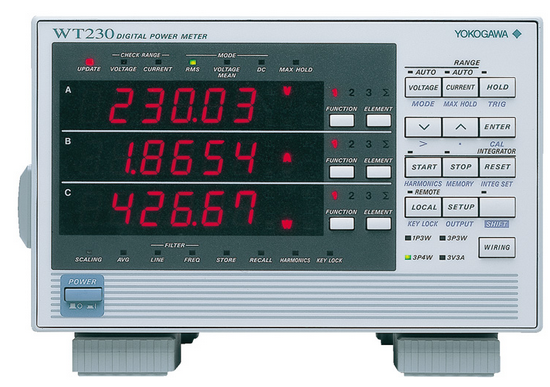 WT230 DIGITAL POWER METER
YOKOGAWA
CHECK RANGE MODE
UPDATE VOLTAGE CURRENT RMS VOLTAGE MEAN DC MAX HOLD
RANGE
AUTO AUTO
VOLTAGE CURRENT HOLD
MODE MAX HOLD TRIG
A 230.03 2 3 Σ
FUNCTION ELEMENT
ENTER
CAL
B 1.8654 2 3 Σ
FUNCTION ELEMENT
INTEGRATOR
START STOP RESET
HARMONICS MEMORY INTEG SET
C 426.67 2 3 Σ
FUNCTION ELEMENT
REMOTE
LOCAL SETUP
KEY LOCK OUTPUT SHIFT
1P3W 3P3W
3P4W 3V3A
WIRING
FILTER
SCALING AVG LINE FREQ STORE RECALL HARMONICS KEY LOCK
POWER